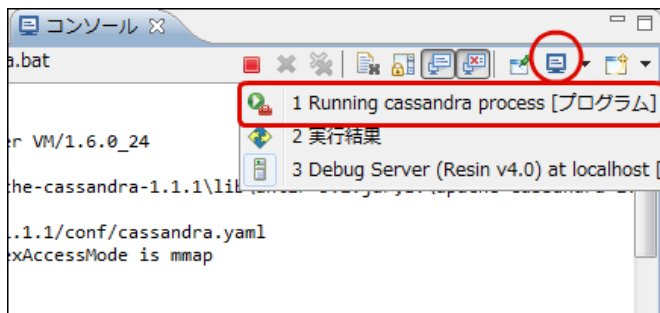 コンソール
a.bat
1 Running cassandra process [プログラム]
er VM/1.6.0_24
2 実行結果
3 Debug Server (Resin v4.0) at localhost [
che-cassandra-1.1.1\lib
.1.1/conf/cassandra.yaml
exAccessMode is mmap